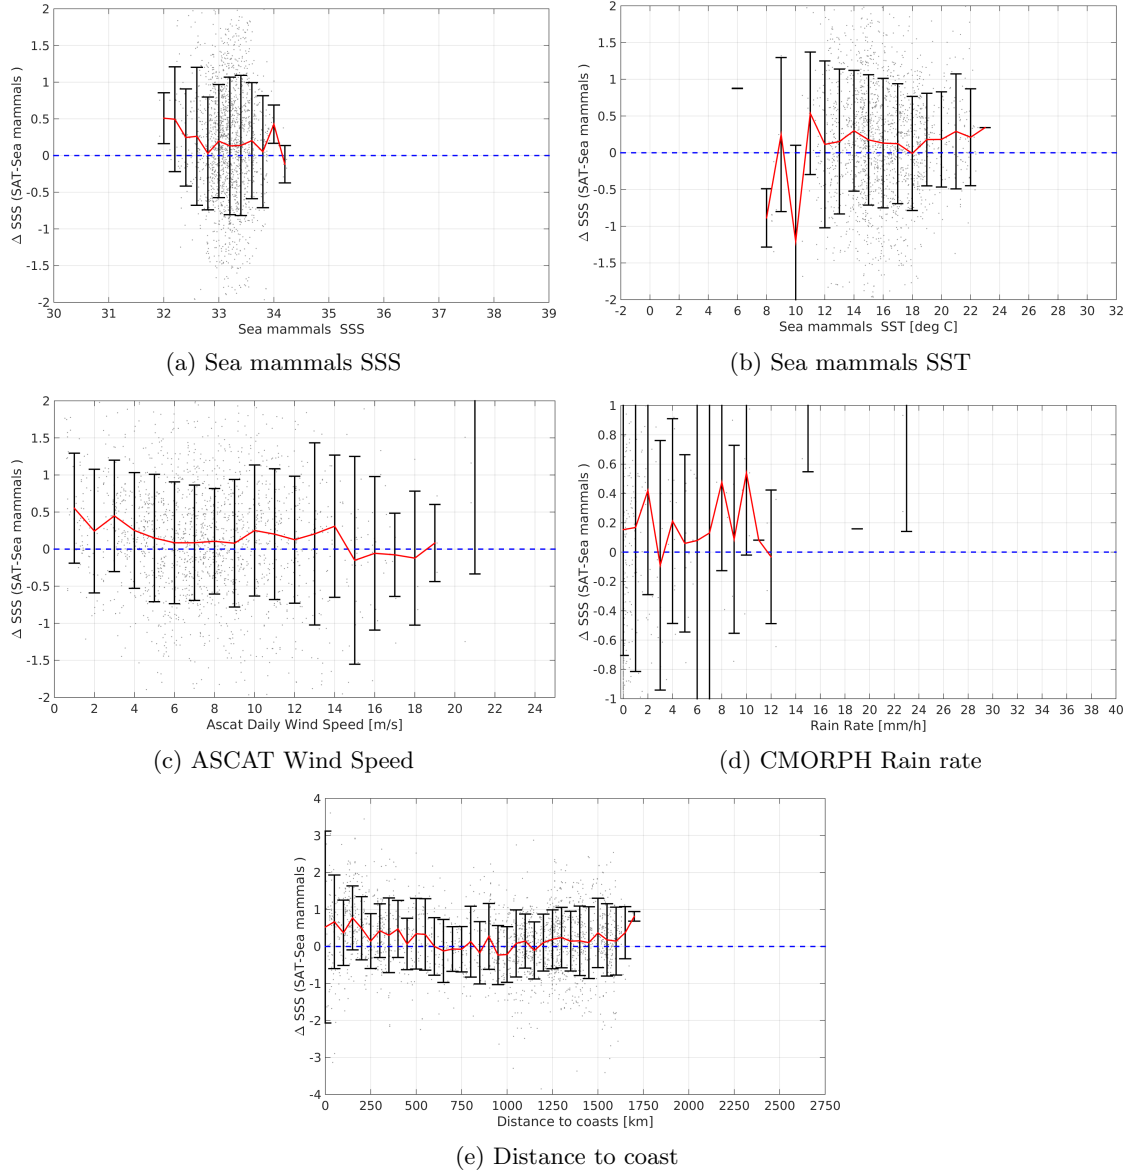 2
1.5
1
0.5
0
-0.5
-1
-1.5
-2
Δ SSS (SAT-Sea mammals )
30 31 32 33 34 35 36 37 38 39
Sea mammals SSS
(a) Sea mammals SSS
2
1.5
1
0.5
0
-0.5
-1
-1.5
-2
Δ SSS (SAT-Sea mammals )
-2 0 2 4 6 8 10 12 14 16 18 20 22 24 26 28 30 32
Sea mammals SST [deg C]
(b) Sea mammals SST
2
1.5
1
0.5
0
-0.5
-1
-1.5
-2
Δ SSS (SAT-Sea mammals )
0 2 4 6 8 10 12 14 16 18 20 22 24
Ascat Daily Wind Speed [m/s]
(c) ASCAT Wind Speed
1
0.8
0.6
0.4
0.2
0
-0.2
-0.4
-0.6
-0.8
-1
Δ SSS (SAT-Sea mammals )
0 2 4 6 8 10 12 14 16 18 20 22 24 26 28 30 32 34 36 38 40
Rain Rate [mm/h]
(d) CMORPH Rain rate
4
3
2
1
0
-1
-2
-3
-4
Δ SSS (SAT-Sea mammals )
0 250 500 750 1000 1250 1500 1750 2000 2250 2500 2750
Distance to coasts [km]
(e) Distance to coast